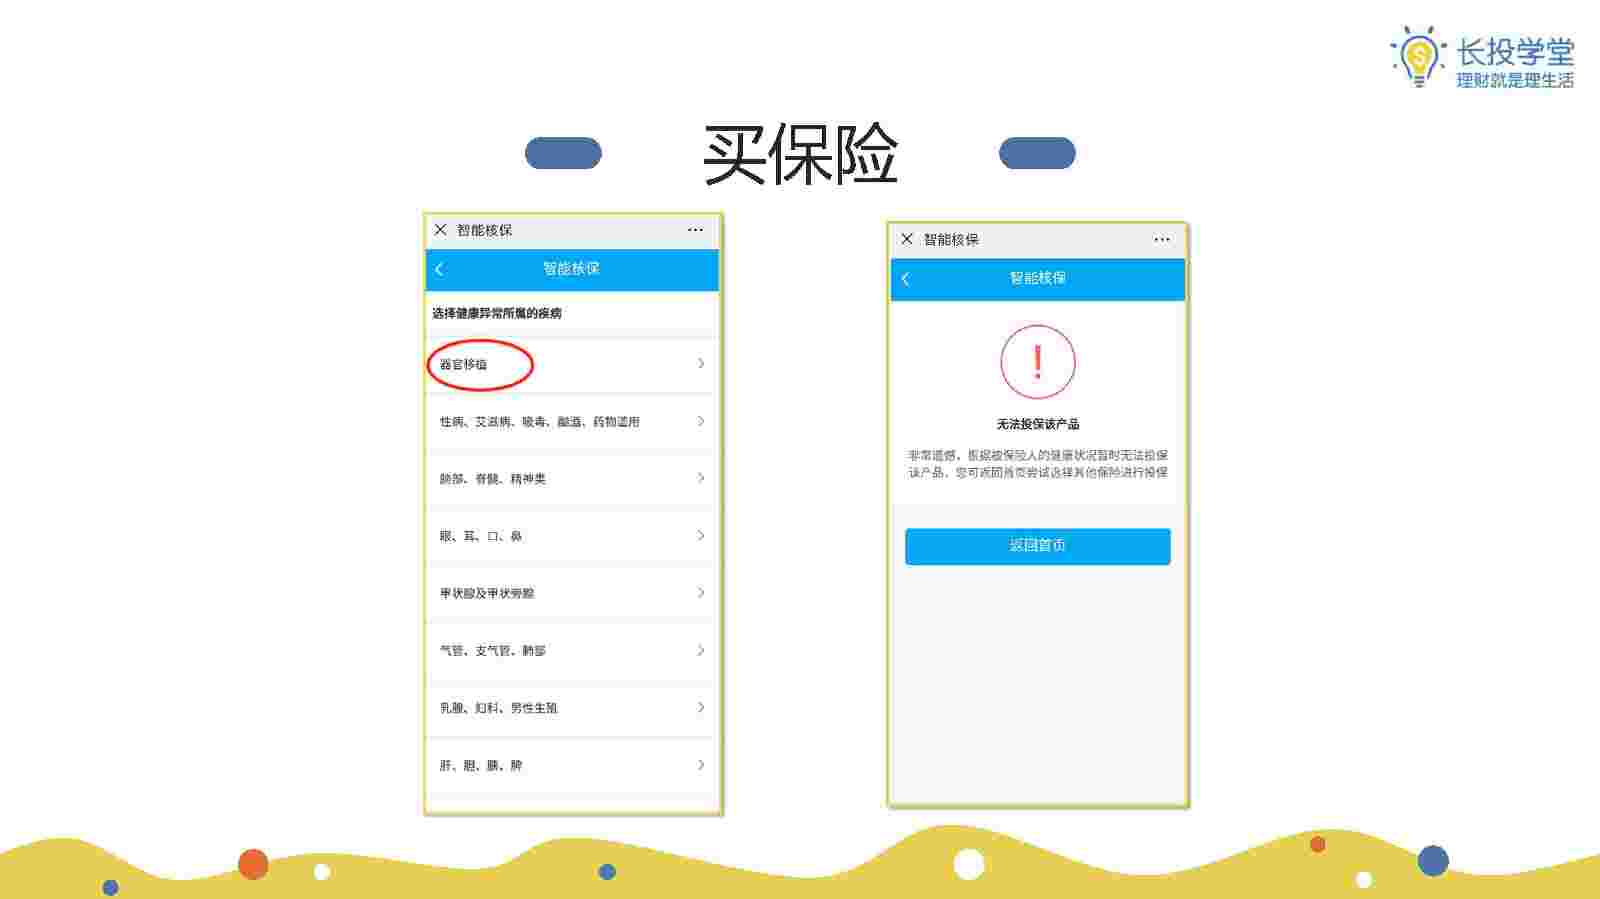 长投学堂
理财就是理生活
买保险
智能核保
智能核保
选择健康异常所属的疾病
器官移植
性病、艾滋病、吸毒、酗酒、药物滥用
颅部、脊髓、精神类
眼、耳、口、鼻
甲状腺及甲状旁腺
气管、支气管、肺部
乳腺、妇科、男性生殖
肝、胆、胰、脾
智能核保
智能核保
无法投保该产品
非常遗憾，根据被保险人的健康状况暂时无法投保
该产品，您可返回首页尝试选择其他保险进行投保
返回首页